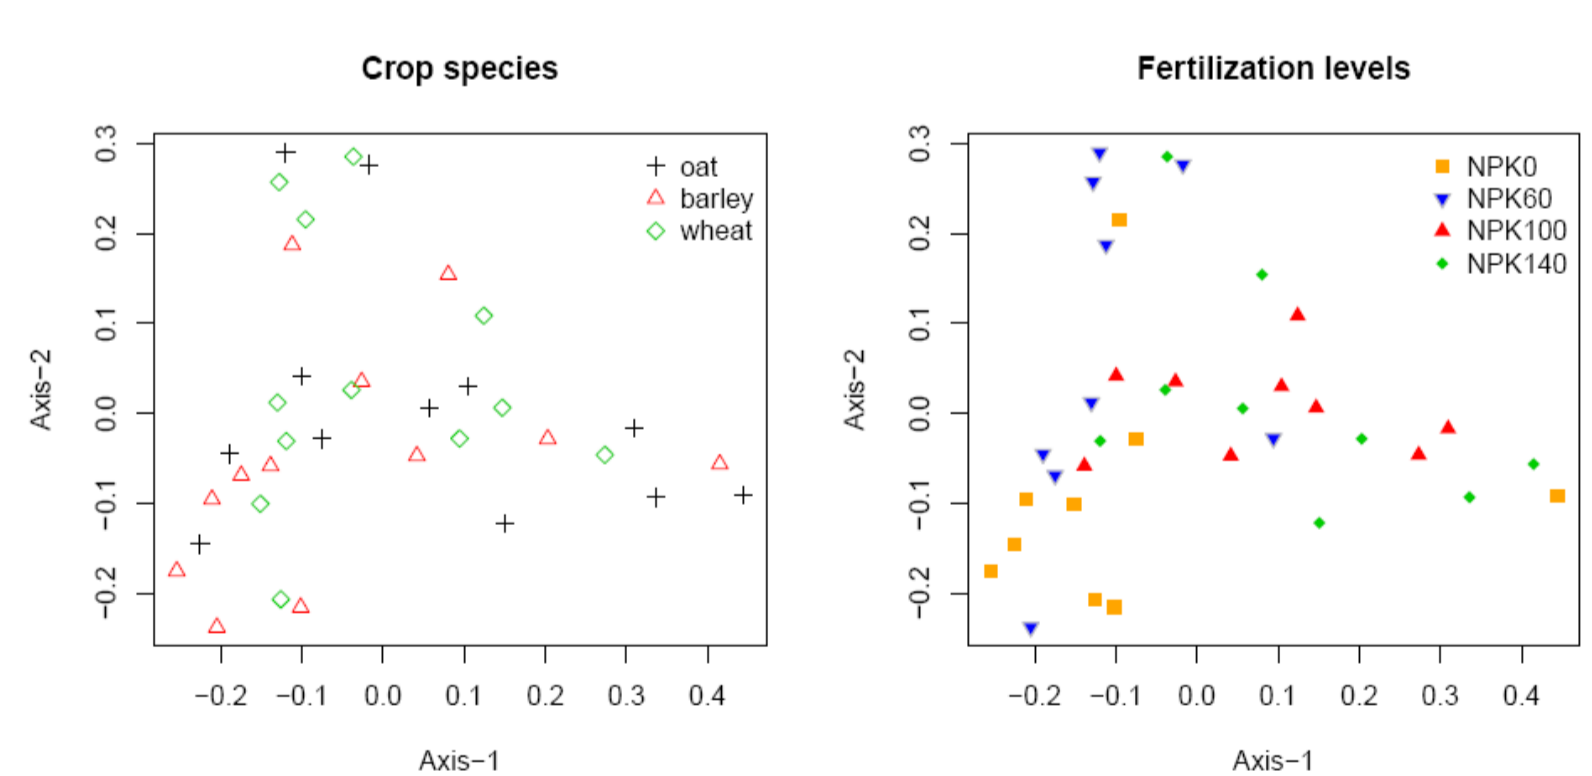 Crop species
Axis−2
0.3
0.2
0.1
0.0
−0.1
−0.2
oat
barley
wheat
−0.2 −0.1 0.0 0.1 0.2 0.3 0.4
Axis−1
Fertilization levels
Axis−2
0.3
0.2
0.1
0.0
−0.1
−0.2
NPK0
NPK60
NPK100
NPK140
−0.2 −0.1 0.0 0.1 0.2 0.3 0.4
Axis−1